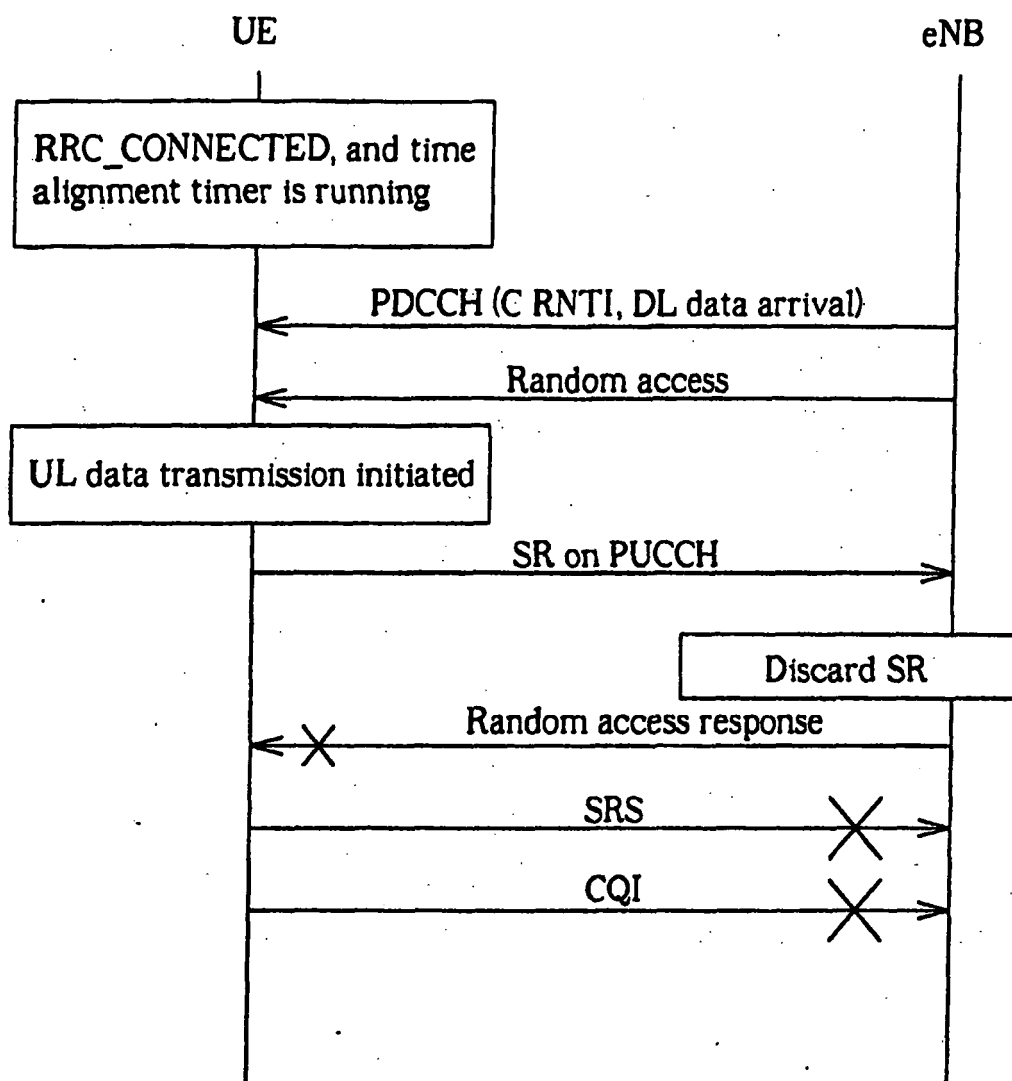 UE
eNB
RRC_CONNECTED, and time
alignment timer is running
PDCCH (C RNTI, DL data arrival)
Random access
UL data transmission initiated
SR on PUCCH
Discard SR
Random access response
SRS
CQI